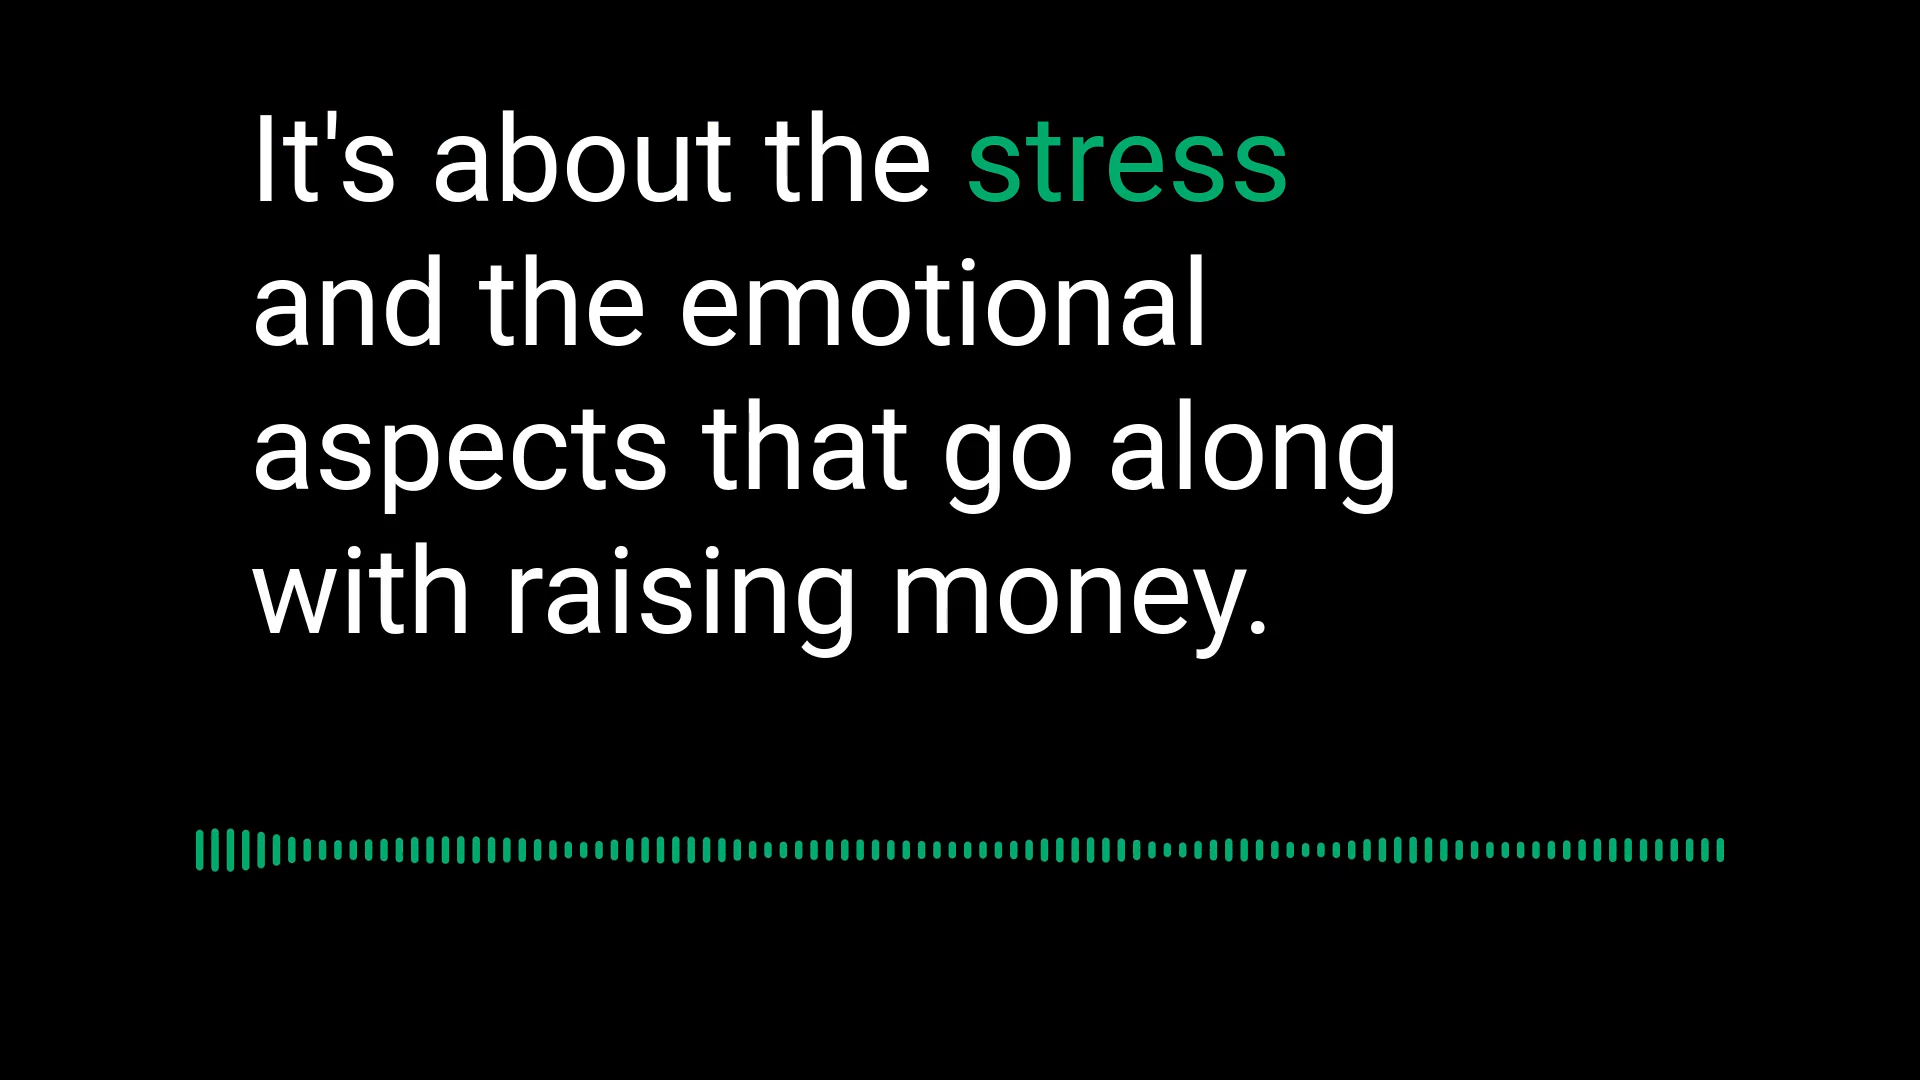 It's about the stress
and the emotional
aspects that go along
with raising money.